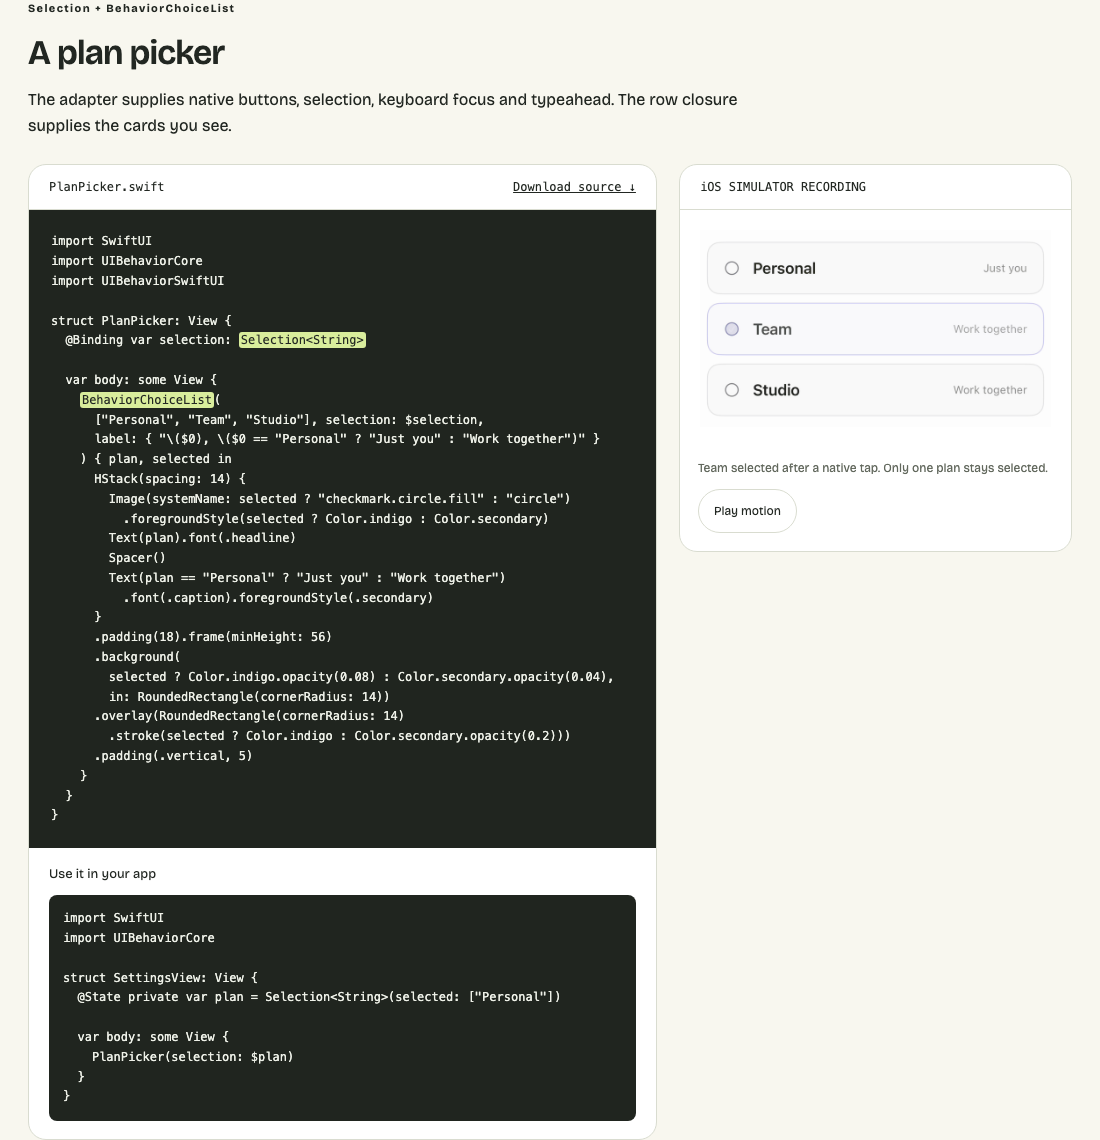 Selection + BehaviorChoiceList
A plan picker
The adapter supplies native buttons, selection, keyboard focus and typeahead. The row closure
supplies the cards you see.
PlanPicker.swift
Download source ↓
import SwiftUI
import UIBehaviorCore
import UIBehaviorSwiftUI
struct PlanPicker: View {
  @Binding var selection: Selection<String>
  var body: some View {
    BehaviorChoiceList(
      ["Personal", "Team", "Studio"], selection: $selection,
      label: { "\($0), \($0 == "Personal" ? "Just you" : "Work together")" }
    ) { plan, selected in
      HStack(spacing: 14) {
        Image(systemName: selected ? "checkmark.circle.fill" : "circle")
          .foregroundStyle(selected ? Color.indigo : Color.secondary)
        Text(plan).font(.headline)
        Spacer()
        Text(plan == "Personal" ? "Just you" : "Work together")
          .font(.caption).foregroundStyle(.secondary)
      }
      .padding(18).frame(minHeight: 56)
      .background(
        selected ? Color.indigo.opacity(0.08) : Color.secondary.opacity(0.04),
        in: RoundedRectangle(cornerRadius: 14))
      .overlay(RoundedRectangle(cornerRadius: 14)
        .stroke(selected ? Color.indigo : Color.secondary.opacity(0.2)))
      .padding(.vertical, 5)
    }
  }
}
Use it in your app
import SwiftUI
import UIBehaviorCore
struct SettingsView: View {
  @State private var plan = Selection<String>(selected: ["Personal"])
  var body: some View {
    PlanPicker(selection: $plan)
  }
}
iOS SIMULATOR RECORDING
Personal
Just you
Team
Work together
Studio
Work together
Team selected after a native tap. Only one plan stays selected.
Play motion